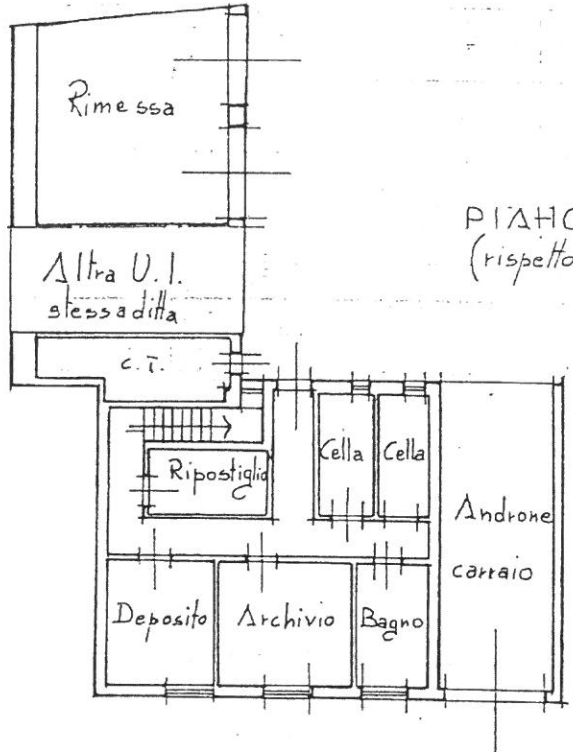 Rimessa
PIANO
(rispetto
Altra U.I.
stessa ditta
C.T.
Ripostiglio
Cella
Cella
Androne
carraio
Deposito
Archivio
Bagno